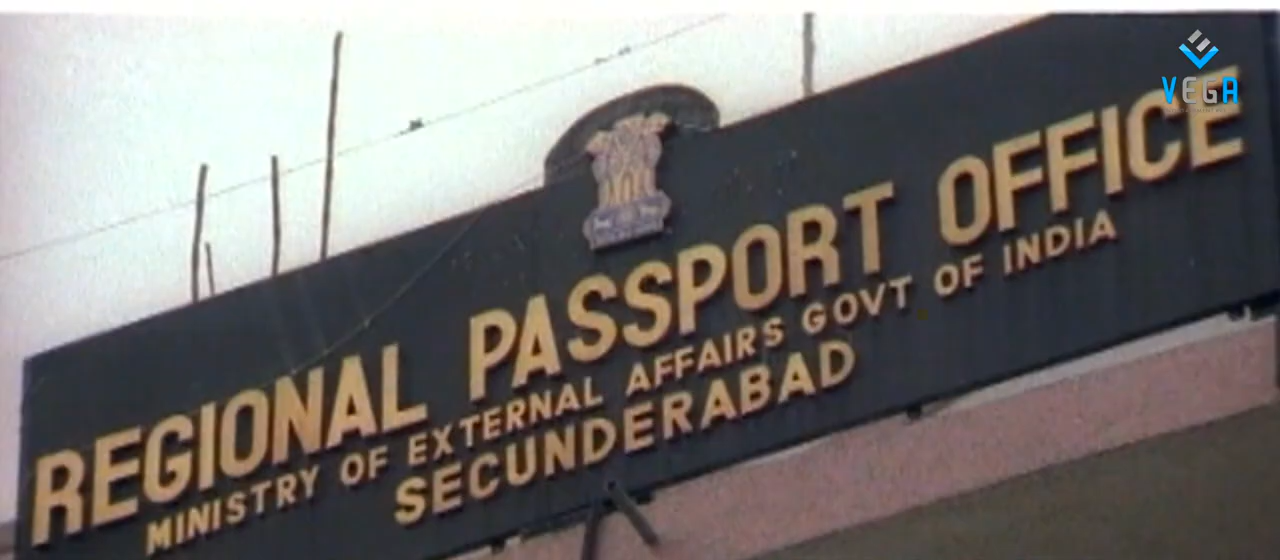 VEGA
REGIONAL PASSPORT OFFICE
MINISTRY OF EXTERNAL AFFAIRS GOVT OF INDIA
SECUNDERABAD